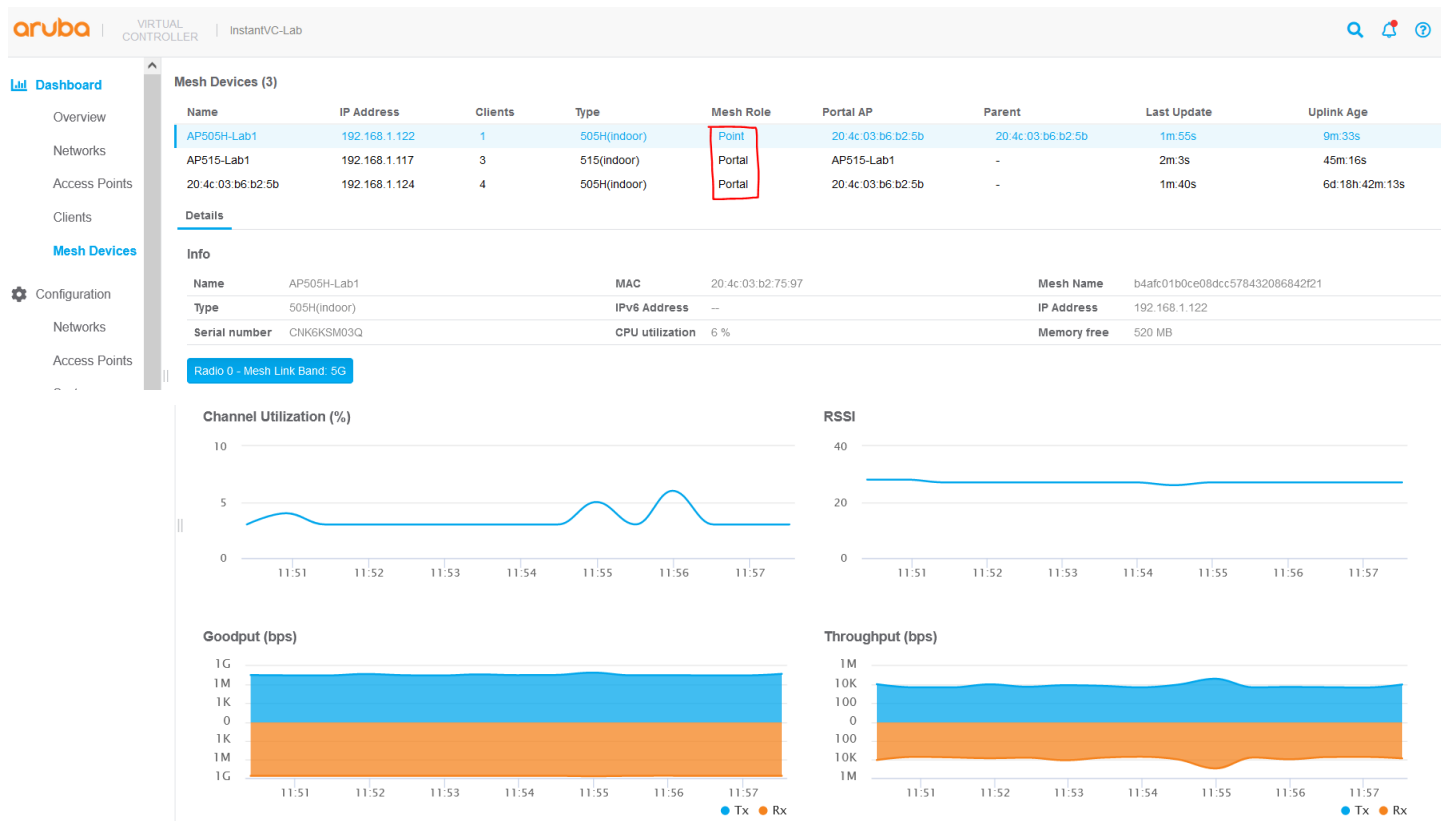 aruba | VIRTUAL CONTROLLER | InstantVC-Lab
Dashboard
Overview
Networks
Access Points
Clients
Mesh Devices
Configuration
Networks
Access Points
Mesh Devices (3)
Name IP Address Clients Type Mesh Role Portal AP Parent Last Update Uplink Age
AP505H-Lab1 192.168.1.122 1 505H(indoor) Point 20:4c:03:b6:b2:5b 20:4c:03:b6:b2:5b 1m:55s 9m:33s
AP515-Lab1 192.168.1.117 3 515(indoor) Portal AP515-Lab1 - 2m:3s 45m:16s
20:4c:03:b6:b2:5b 192.168.1.124 4 505H(indoor) Portal 20:4c:03:b6:b2:5b - 1m:40s 6d:18h:42m:13s
Details
Info
Name AP505H-Lab1 MAC 20:4c:03:b2:75:97 Mesh Name b4afc01b0ce08dcc578432086842f21
Type 505H(indoor) IPv6 Address -- IP Address 192.168.1.122
Serial number CNK6KSM03Q CPU utilization 6 % Memory free 520 MB
Radio 0 - Mesh Link Band: 5G
Channel Utilization (%)
10
5
0
11:51 11:52 11:53 11:54 11:55 11:56 11:57
RSSI
40
20
0
11:51 11:52 11:53 11:54 11:55 11:56 11:57
Goodput (bps)
1G
1M
1K
0
1K
1M
1G
11:51 11:52 11:53 11:54 11:55 11:56 11:57
Tx Rx
Throughput (bps)
1M
10K
100
0
100
10K
1M
11:51 11:52 11:53 11:54 11:55 11:56 11:57
Tx Rx